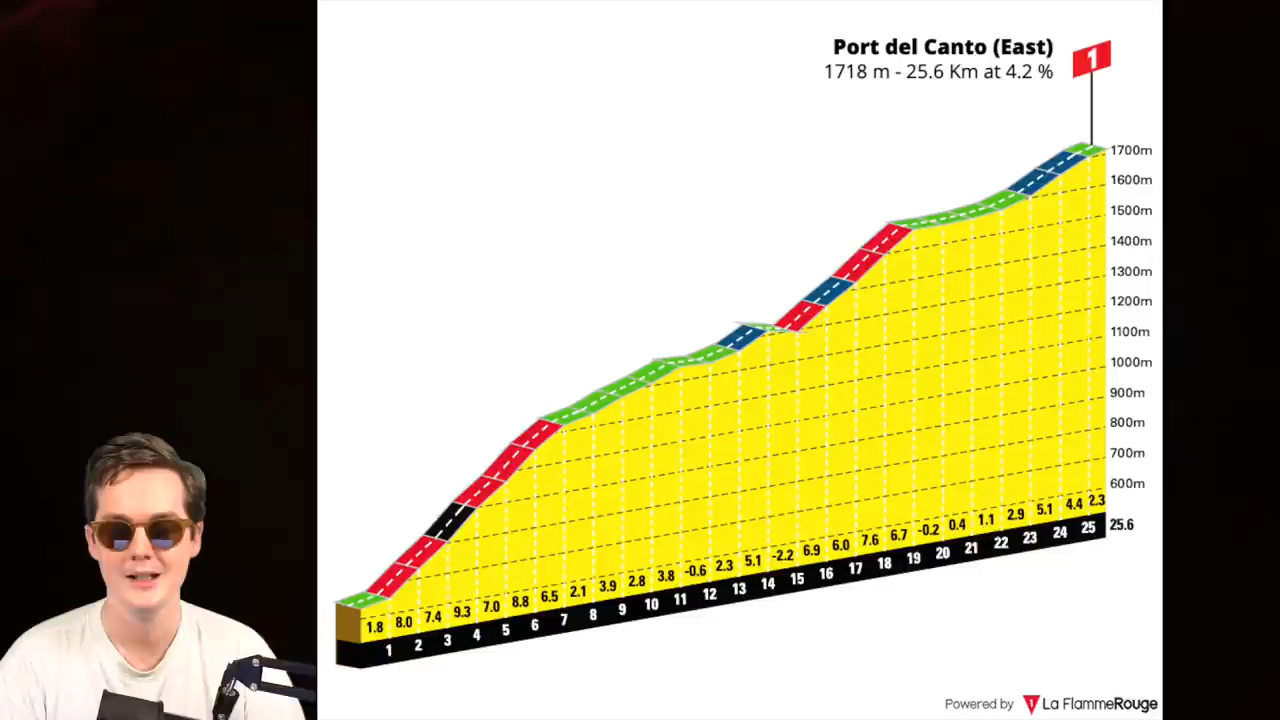 Port del Canto (East)
1718 m - 25.6 Km at 4.2 %
1
1700m
1600m
1500m
1400m
1300m
1200m
1100m
1000m
900m
800m
700m
600m
1.8 8.0 7.4 9.3 7.0 8.8 6.5 2.1 3.9 2.8 3.8 -0.6 2.3 5.1 -2.2 6.9 6.0 7.6 6.7 -0.2 0.4 1.1 2.9 5.1 4.4 2.3
1 2 3 4 5 6 7 8 9 10 11 12 13 14 15 16 17 18 19 20 21 22 23 24 25 25.6
Powered by 1 La FlammeRouge